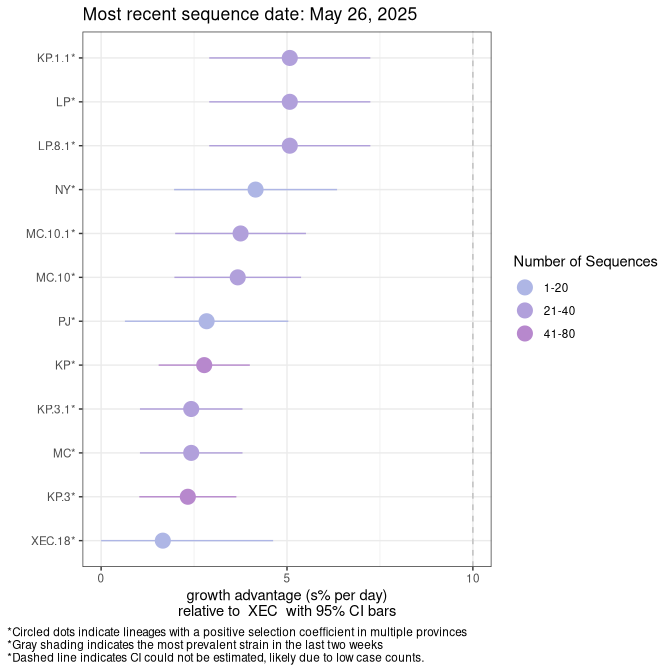 Most recent sequence date: May 26, 2025
KP.1.1*
LP*
LP.8.1*
NY*
MC.10.1*
MC.10*
PJ*
KP*
KP.3.1*
MC*
KP.3*
XEC.18*
0 5 10
growth advantage (s% per day)
relative to XEC with 95% CI bars
Number of Sequences
1-20
21-40
41-80
*Circled dots indicate lineages with a positive selection coefficient in multiple provinces
*Gray shading indicates the most prevalent strain in the last two weeks
*Dashed line indicates CI could not be estimated, likely due to low case counts.